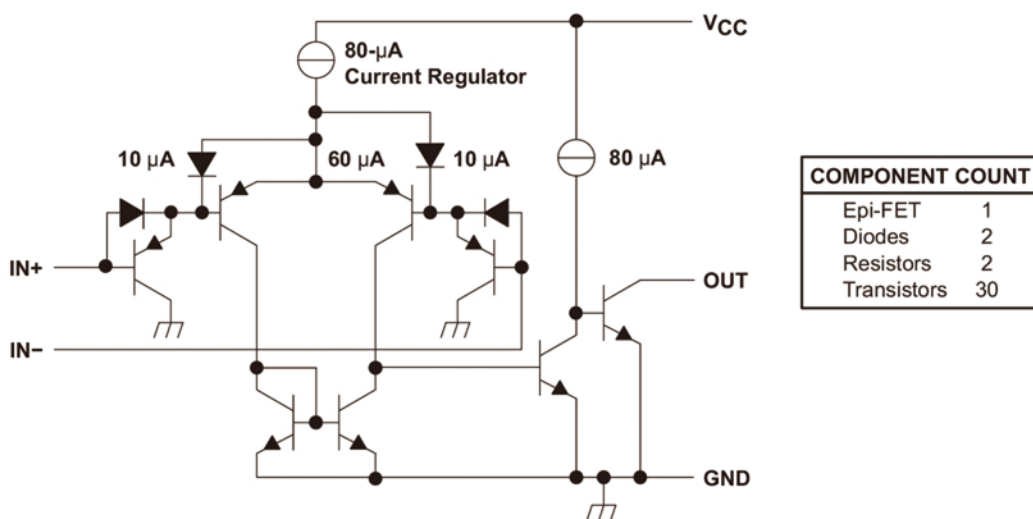 V_CC
80-µA
Current Regulator
10 µA
60 µA
10 µA
80 µA
IN+
OUT
IN−
GND
COMPONENT COUNT
Epi-FET 1
Diodes 2
Resistors 2
Transistors 30